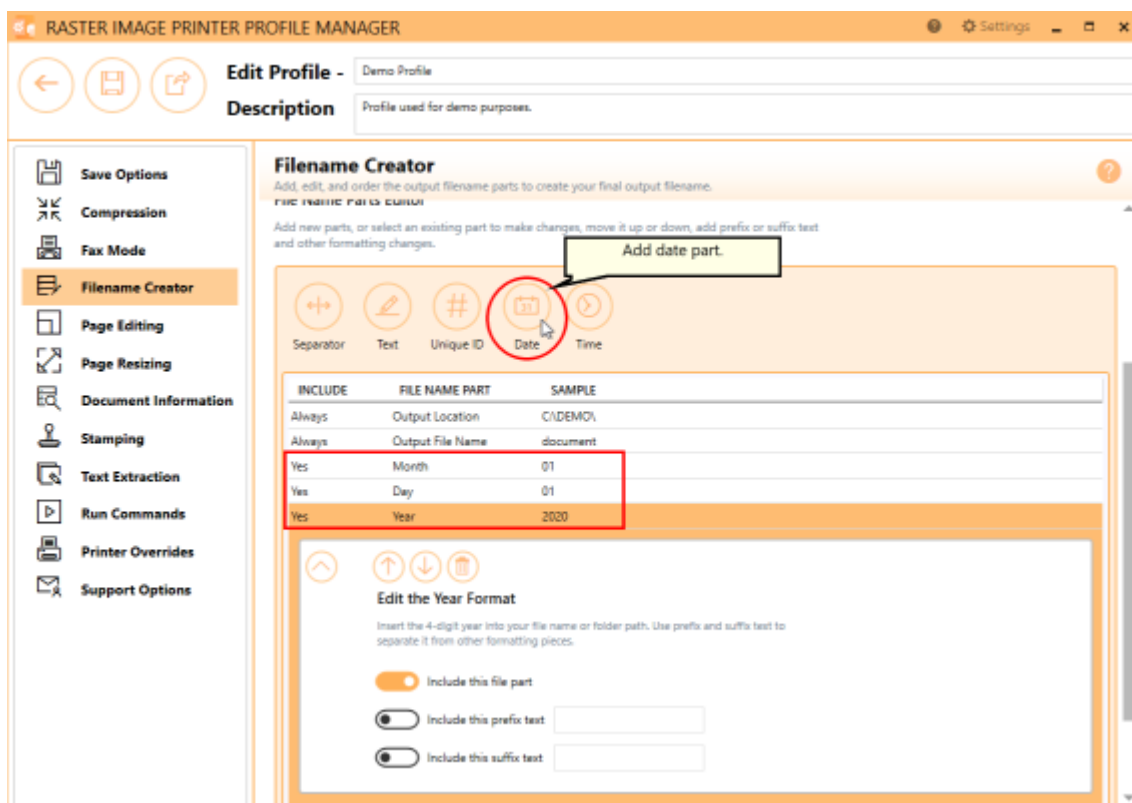 RASTER IMAGE PRINTER PROFILE MANAGER
Settings
Edit Profile - Demo Profile
Description Profile used for demo purposes.
Save Options
Compression
Fax Mode
Filename Creator
Page Editing
Page Resizing
Document Information
Stamping
Text Extraction
Run Commands
Printer Overrides
Support Options
Filename Creator
Add, edit, and order the output filename parts to create your final output filename.
File Name Parts Editor
Add new parts, or select an existing part to make changes, move it up or down, add prefix or suffix text
and other formatting changes.
Add date part.
Separator Text Unique ID Date Time
INCLUDE FILE NAME PART SAMPLE
Always Output Location C:\DEMO\
Always Output File Name document
Yes Month 01
Yes Day 01
Yes Year 2020
Edit the Year Format
Insert the 4-digit year into your file name or folder path. Use prefix and suffix text to
separate it from other formatting pieces.
Include this file part
Include this prefix text
Include this suffix text